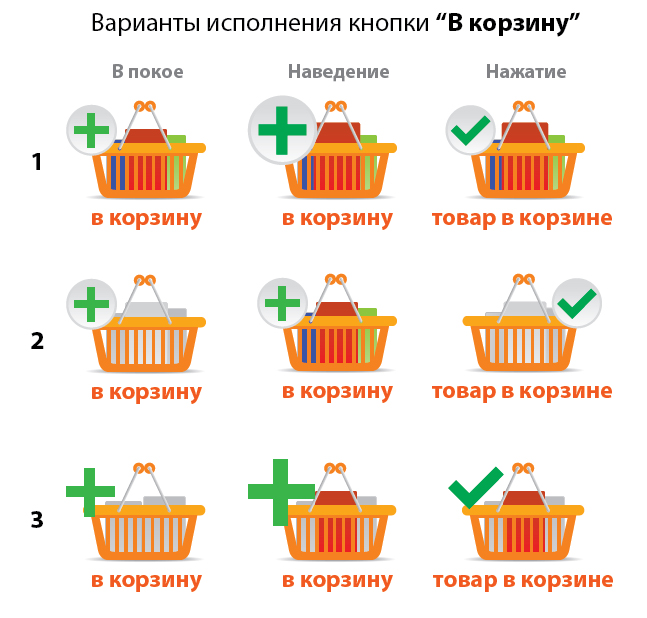 Варианты исполнения кнопки “В корзину”
В покое Наведение Нажатие
1
в корзину в корзину товар в корзине
2
в корзину в корзину товар в корзине
3
в корзину в корзину товар в корзине